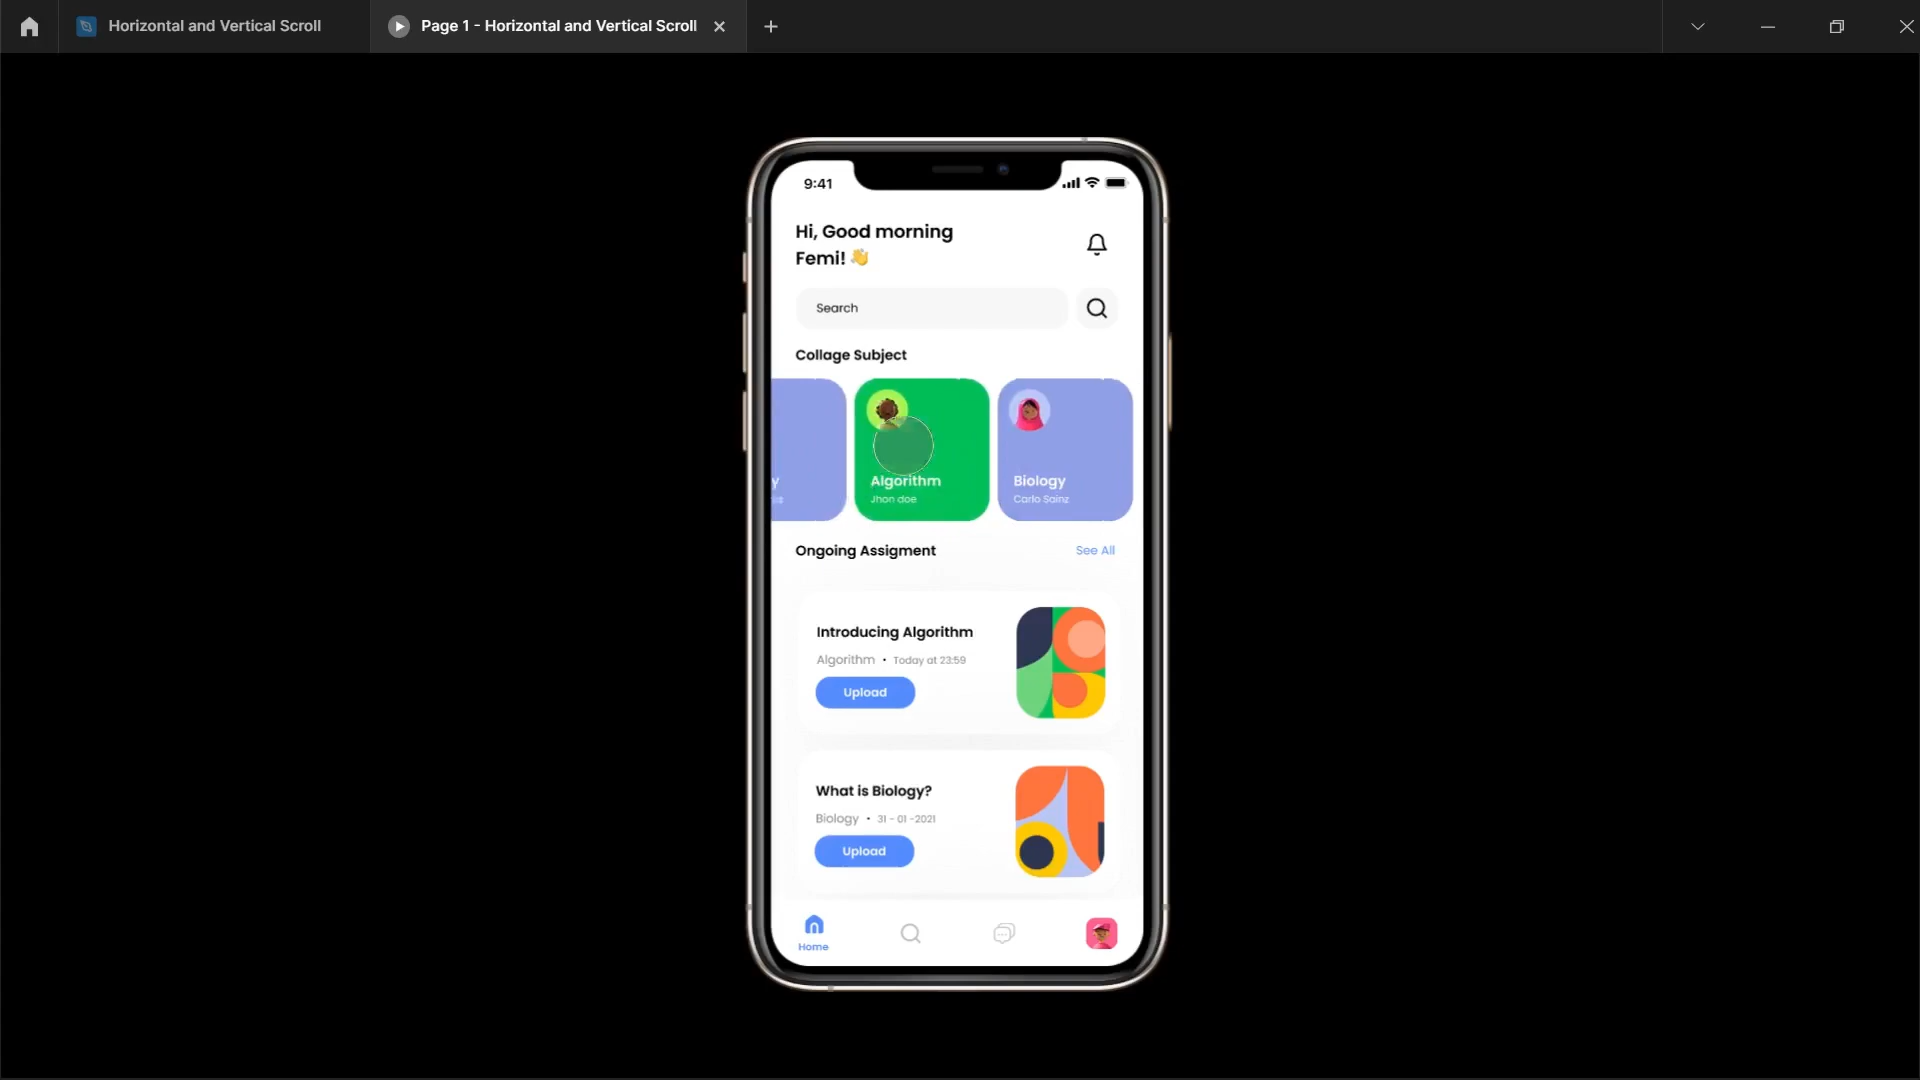 Horizontal and Vertical Scroll
Page 1 - Horizontal and Vertical Scroll
9:41
Hi, Good morning
Femi! 👋
Search
Collage Subject
y
Algorithm
Jhon doe
Biology
Carlo Sainz
Ongoing Assigment
See All
Introducing Algorithm
Algorithm • Today at 23:59
Upload
What is Biology?
Biology • 31 - 01 -2021
Upload
Home